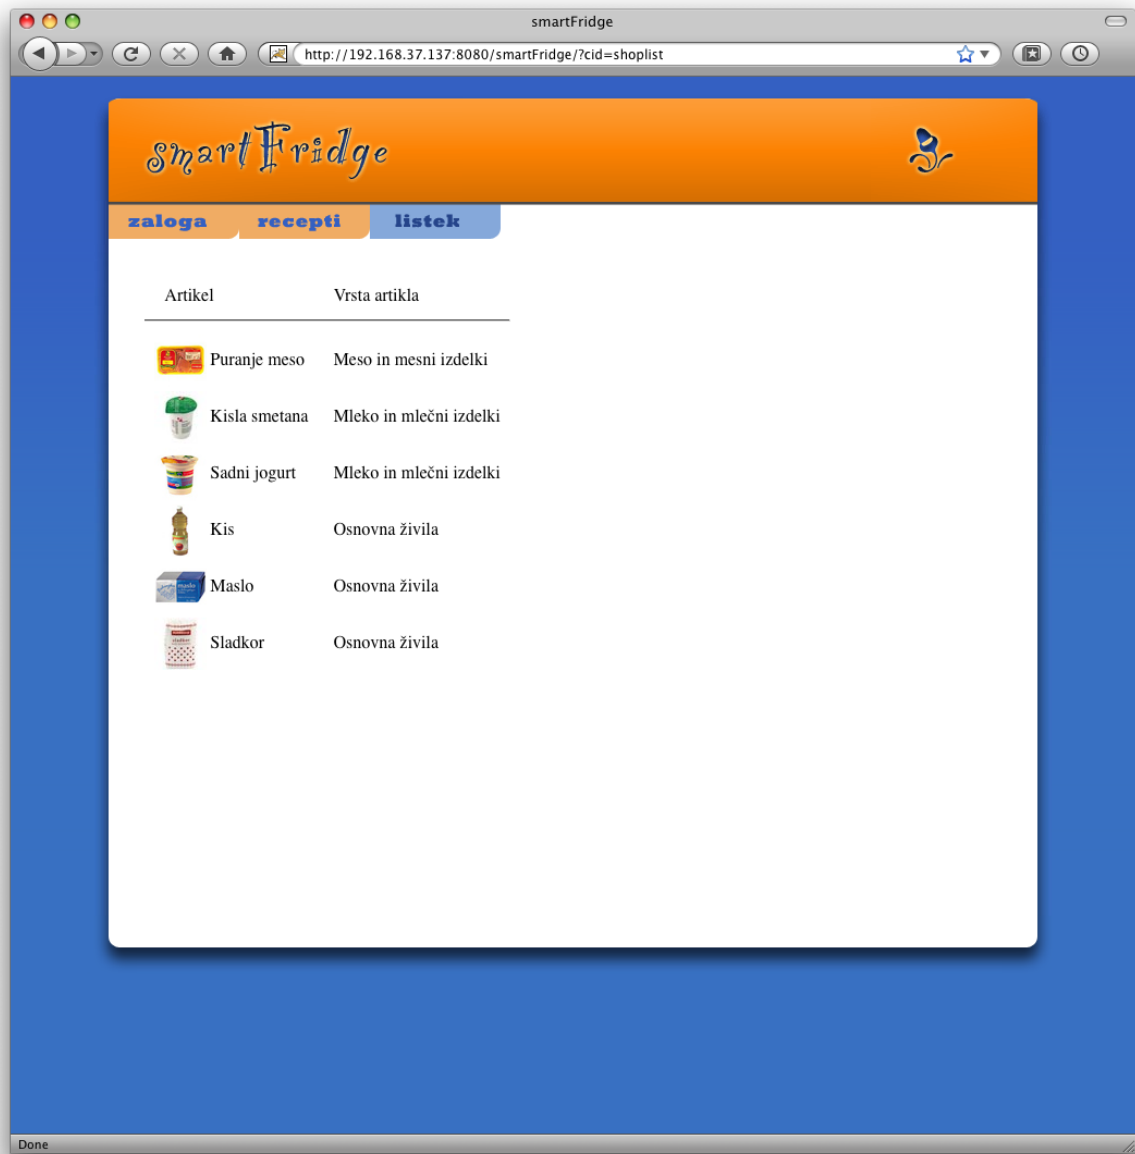 smartFridge
http://192.168.37.137:8080/smartFridge/?cid=shoplist
smartFridge
zaloga recepti listek
Artikel Vrsta artikla
Puranje meso Meso in mesni izdelki
Kisla smetana Mleko in mlečni izdelki
Sadni jogurt Mleko in mlečni izdelki
Kis Osnovna živila
Maslo Osnovna živila
Sladkor Osnovna živila
Done